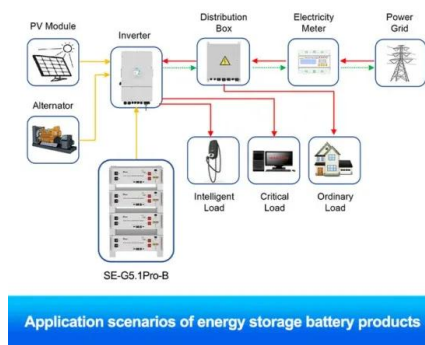 PV Module
Inverter
Distribution
Box
Electricity
Meter
Power
Grid
Alternator
Intelligent
Load
Critical
Load
Ordinary
Load
SE-G5.1Pro-B
Application scenarios of energy storage battery products